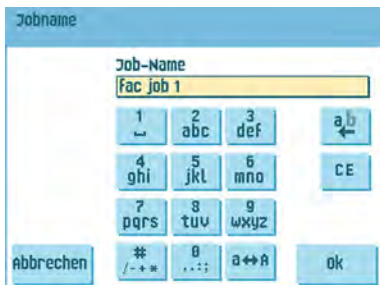 Jobname
Job-Name
Fac job 1
1 2 3
␣ abc def ab
4 5 6
ghi jkl mno CE
7 8 9
pqrs tuv wxyz
Abbrechen # 0 a↔A Ok
/-+* .,:;